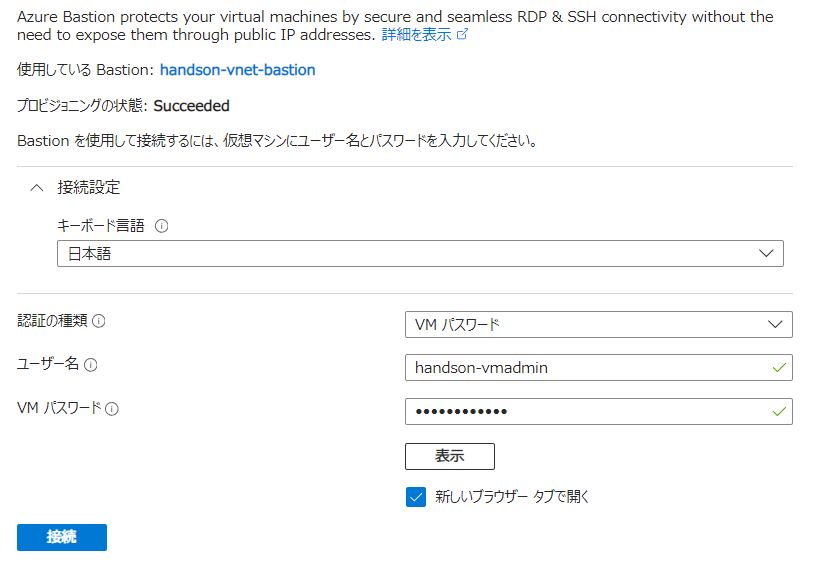 Azure Bastion protects your virtual machines by secure and seamless RDP & SSH connectivity without the
need to expose them through public IP addresses. 詳細を表示
使用している Bastion: handson-vnet-bastion
プロビジョニングの状態: Succeeded
Bastion を使用して接続するには、仮想マシンにユーザー名とパスワードを入力してください。
接続設定
キーボード言語
日本語
認証の種類
VM パスワード
ユーザー名
handson-vmadmin
VM パスワード
••••••••••••
表示
新しいブラウザー タブで開く
接続